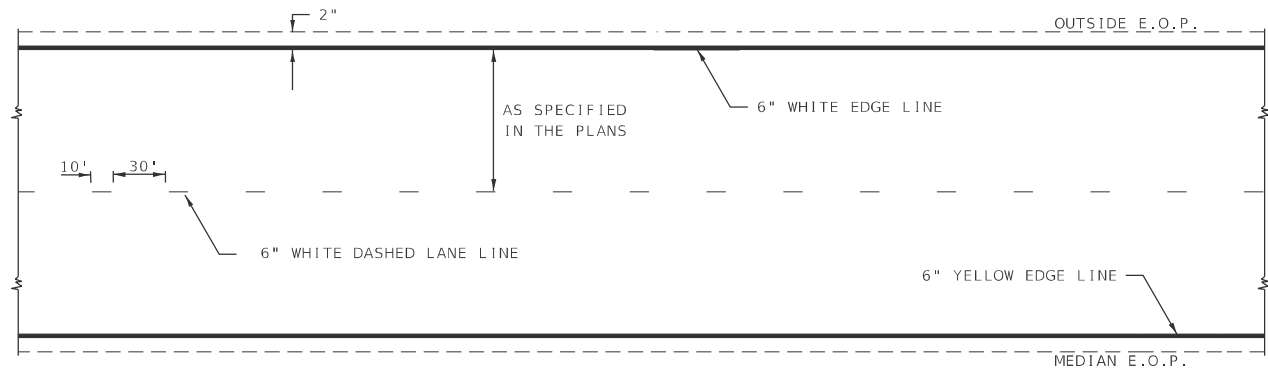 2"
OUTSIDE E.O.P.
AS SPECIFIED
IN THE PLANS
6" WHITE EDGE LINE
10' 30'
6" WHITE DASHED LANE LINE
6" YELLOW EDGE LINE
MEDIAN E.O.P.